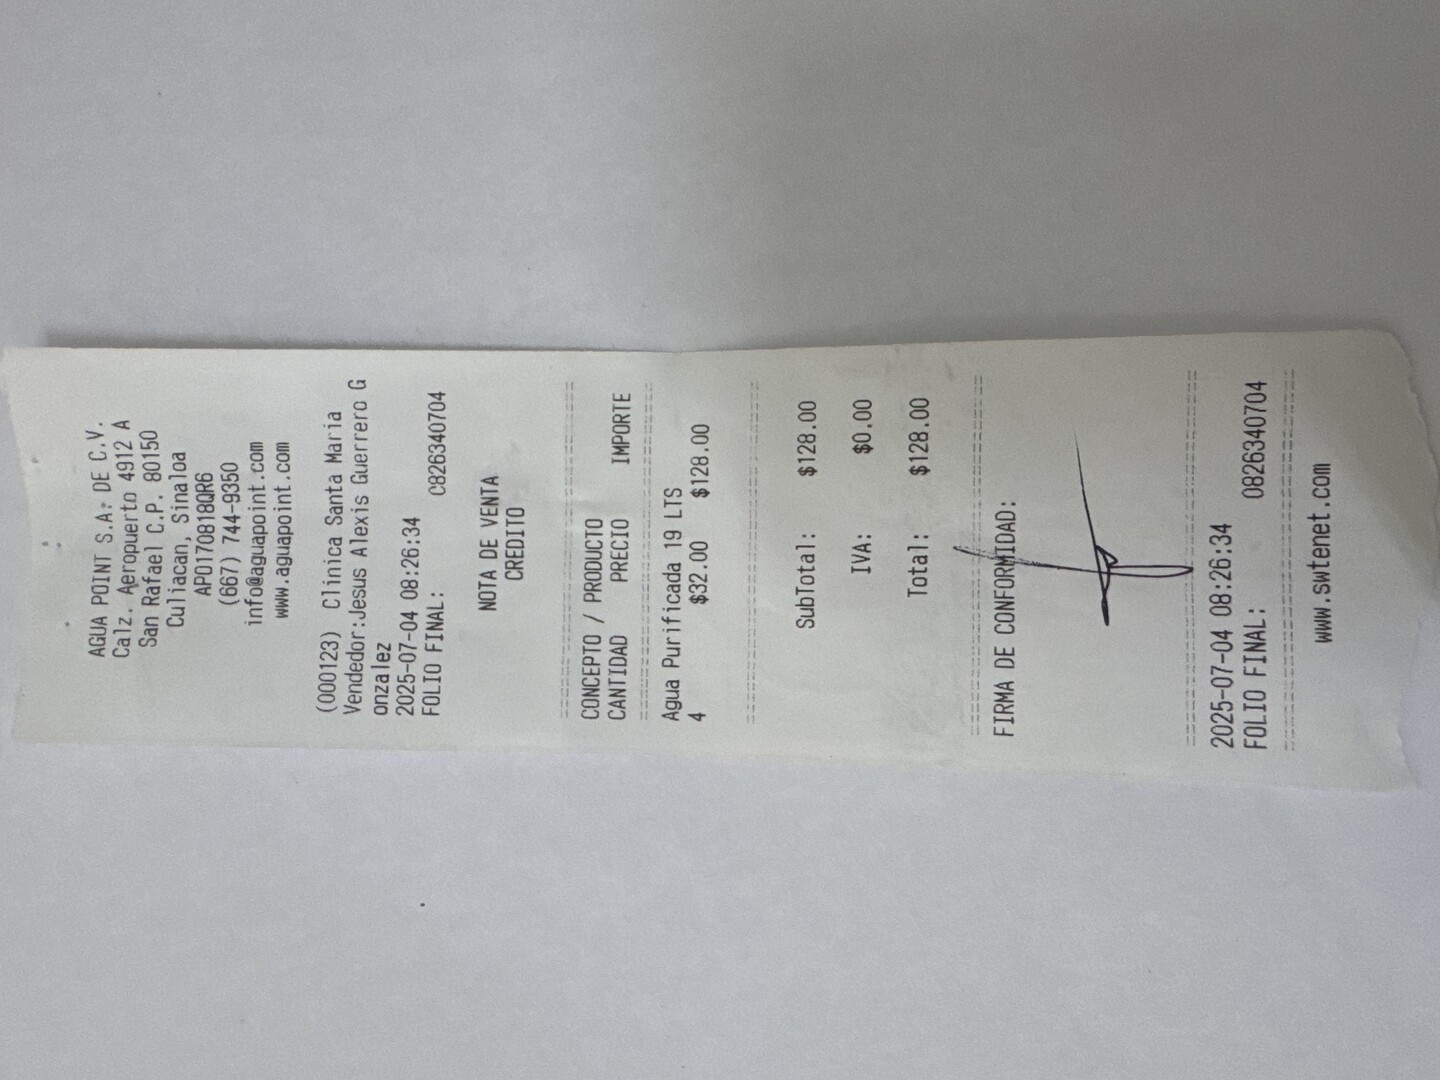 AGUA POINT S.A. DE C.V.
Calz. Aeropuerto 4912 A
San Rafael C.P. 80150
Culiacan, Sinaloa
APO170818QR6
(667) 744-9350
info@aguapoint.com
www.aguapoint.com
(000123) Clinica Santa Maria
Vendedor:Jesus Alexis Guerrero G
onzalez
2025-07-04 08:26:34
FOLIO FINAL: C826340704
NOTA DE VENTA
CREDITO
CONCEPTO / PRODUCTO
CANTIDAD PRECIO IMPORTE
Agua Purificada 19 LTS
4 $32.00 $128.00
SubTotal: $128.00
IVA: $0.00
Total: $128.00
FIRMA DE CONFORMIDAD:
2025-07-04 08:26:34
FOLIO FINAL: 0826340704
www.swtenet.com